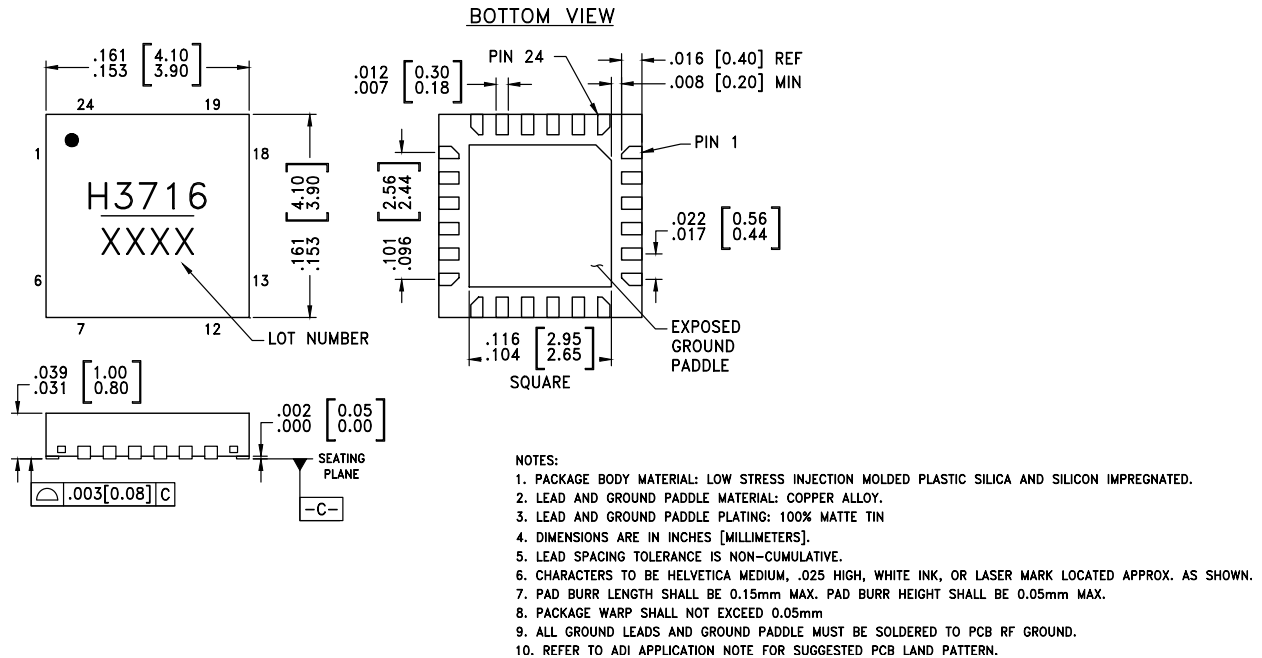 BOTTOM VIEW
.161 [4.10]
.153 [3.90]
24
19
1
18
H3716
XXXX
6
13
7
12
LOT NUMBER
.161 [4.10]
.153 [3.90]
PIN 24
.012 [0.30]
.007 [0.18]
.016 [0.40] REF
.008 [0.20] MIN
PIN 1
.101 [2.56]
.096 [2.44]
.022 [0.56]
.017 [0.44]
.116 [2.95]
.104 [2.65]
SQUARE
EXPOSED
GROUND
PADDLE
.039 [1.00]
.031 [0.80]
.002 [0.05]
.000 [0.00]
SEATING
PLANE
.003[0.08] C
-C-
NOTES:
1. PACKAGE BODY MATERIAL: LOW STRESS INJECTION MOLDED PLASTIC SILICA AND SILICON IMPREGNATED.
2. LEAD AND GROUND PADDLE MATERIAL: COPPER ALLOY.
3. LEAD AND GROUND PADDLE PLATING: 100% MATTE TIN
4. DIMENSIONS ARE IN INCHES [MILLIMETERS].
5. LEAD SPACING TOLERANCE IS NON-CUMULATIVE.
6. CHARACTERS TO BE HELVETICA MEDIUM, .025 HIGH, WHITE INK, OR LASER MARK LOCATED APPROX. AS SHOWN.
7. PAD BURR LENGTH SHALL BE 0.15mm MAX. PAD BURR HEIGHT SHALL BE 0.05mm MAX.
8. PACKAGE WARP SHALL NOT EXCEED 0.05mm
9. ALL GROUND LEADS AND GROUND PADDLE MUST BE SOLDERED TO PCB RF GROUND.
10. REFER TO ADI APPLICATION NOTE FOR SUGGESTED PCB LAND PATTERN.